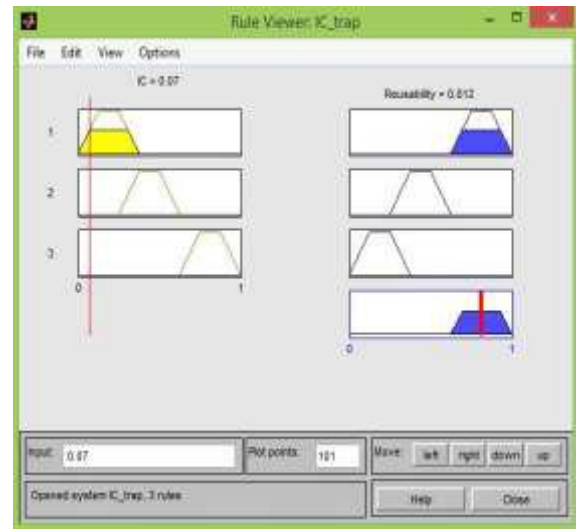 Rule Viewer: IC_trap
File Edit View Options
IC = 0.07
Reusability = 0.812
1
2
3
0 1
0 1
Input: 0.07
Plot points: 101
Move: left right down up
Opened system IC_trap, 3 rules
Help Close